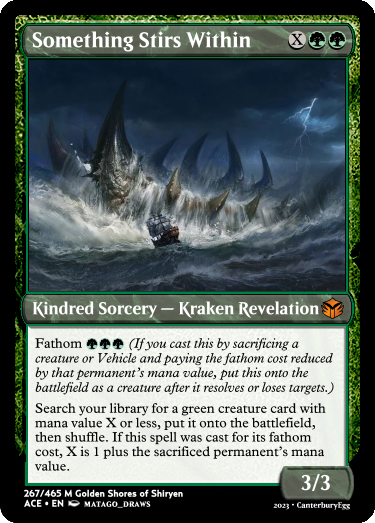 Something Stirs Within X
Kindred Sorcery — Kraken Revelation
Fathom (If you cast this by sacrificing a
creature or Vehicle and paying the fathom cost reduced
by that permanent's mana value, put this onto the
battlefield as a creature after it resolves or loses targets.)
Search your library for a green creature card with
mana value X or less, put it onto the battlefield,
then shuffle. If this spell was cast for its fathom
cost, X is 1 plus the sacrificed permanent's mana
value.
3/3
267/465 M Golden Shores of Shiryen
ACE • EN MATAGO_DRAWS
2023 - CanterburyEgg